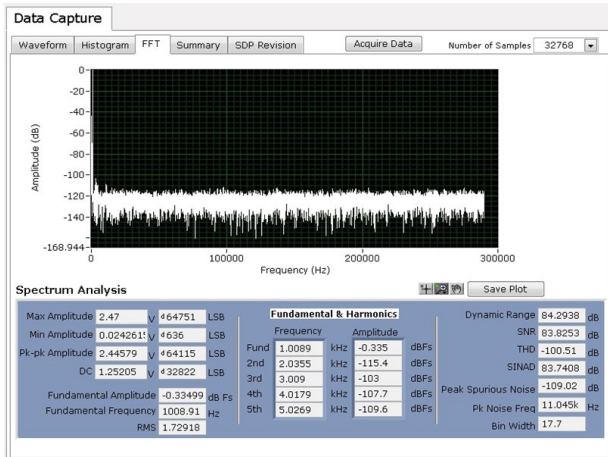 Data Capture
Waveform Histogram FFT Summary SDP Revision Acquire Data Number of Samples 32768
0-
-20-
-40-
-60-
-80-
-100-
-120-
-140-
-168.944-
Amplitude (dB)
0 100000 200000 300000
Frequency (Hz)
Spectrum Analysis Save Plot
Max Amplitude 2.47 V d 64751 LSB
Min Amplitude 0.0242615 V d 636 LSB
Pk-pk Amplitude 2.44579 V d 64115 LSB
DC 1.25205 V d 32822 LSB
Fundamental Amplitude -0.33499 dB Fs
Fundamental Frequency 1008.91 Hz
RMS 1.72918
Fundamental & Harmonics
Frequency Amplitude
Fund 1.0089 kHz -0.335 dBFs
2nd 2.0355 kHz -115.4 dBFs
3rd 3.009 kHz -103 dBFs
4th 4.0179 kHz -107.7 dBFs
5th 5.0269 kHz -109.6 dBFs
Dynamic Range 84.2938 dB
SNR 83.8253 dB
THD -100.51 dB
SINAD 83.7408 dB
Peak Spurious Noise -109.02 dB
Pk Noise Freq 11.045k Hz
Bin Width 17.7